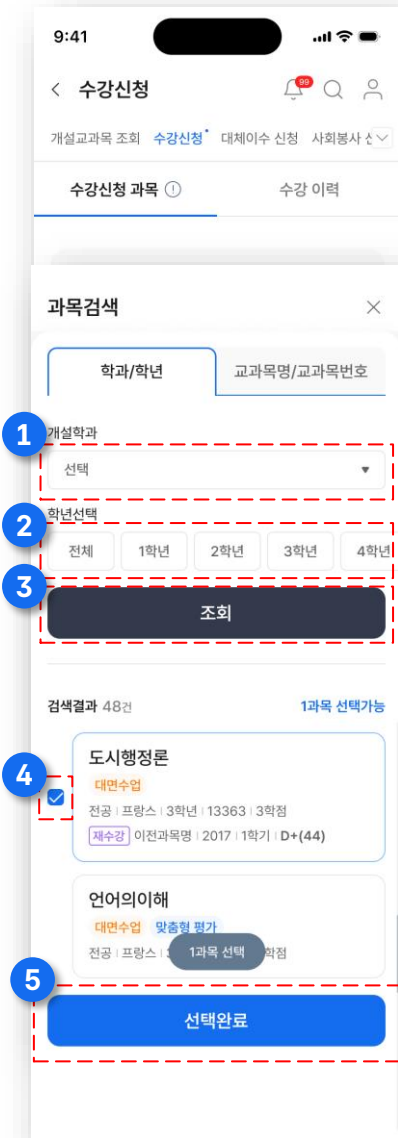 9:41
수강신청
99
개설교과목 조회 수강신청 대체이수 신청 사회봉사
수강신청 과목 수강 이력
과목검색
학과/학년 교과목명/교과목번호
1 개설학과
선택
2 학년선택
전체 1학년 2학년 3학년 4학년
3 조회
검색결과 48건 1과목 선택가능
도시행정론
4 대면수업
전공 프랑스 3학년 13363 3학점
재수강 이전과목명 2017 1학기 D+(44)
언어의이해
대면수업 맞춤형 평가
전공 프랑스 1과목 선택 학점
5 선택완료